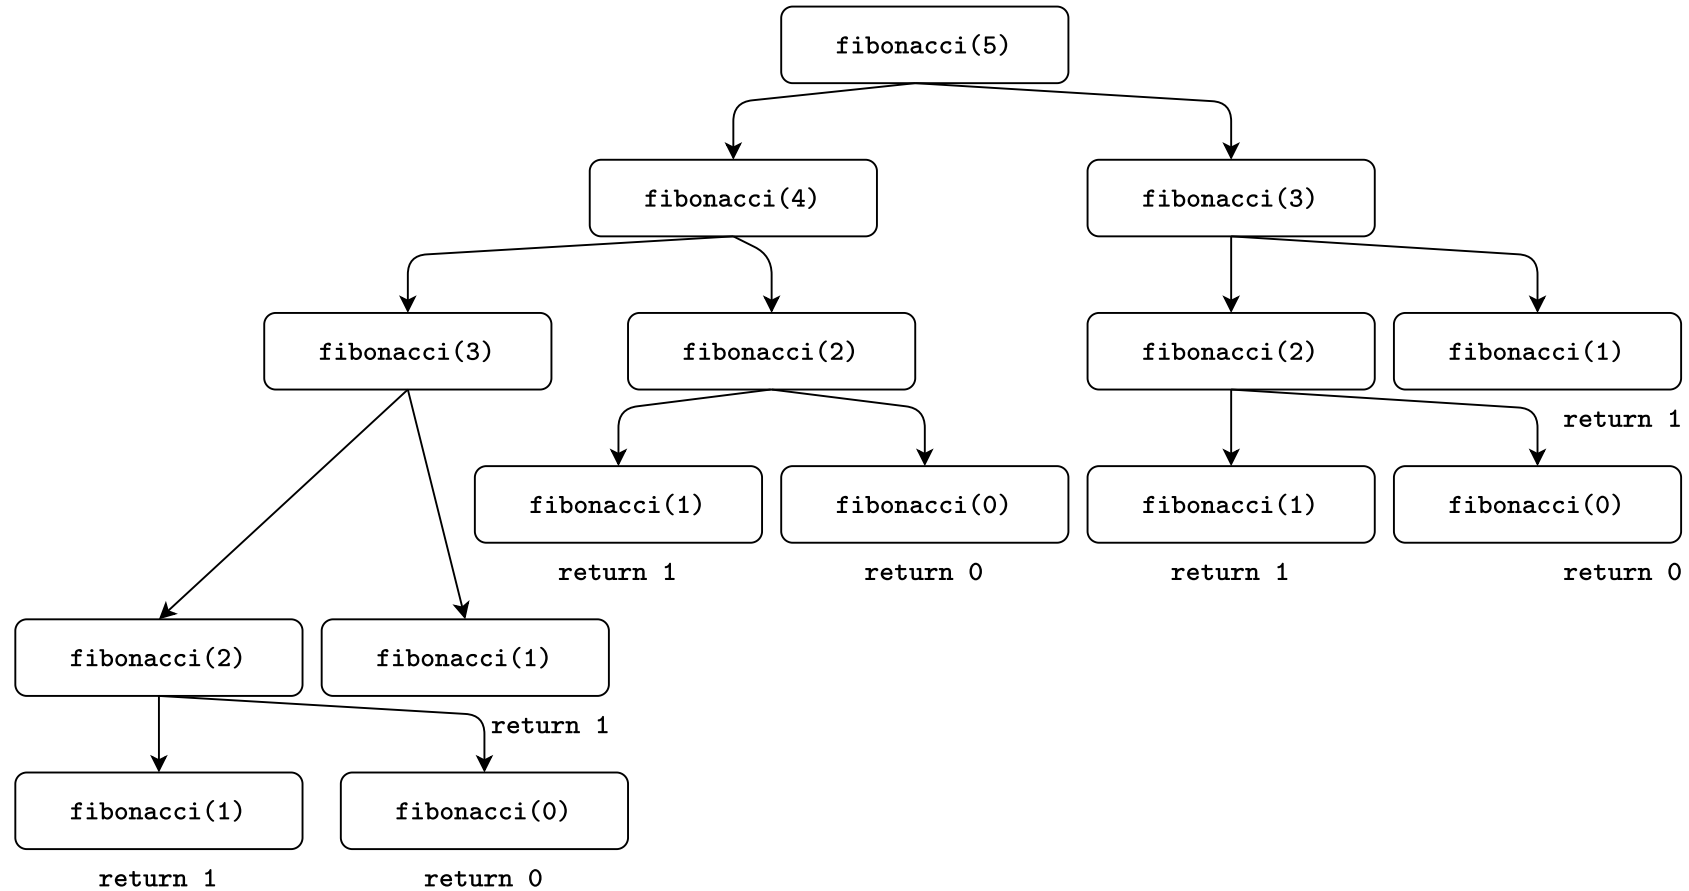 fibonacci(5)
fibonacci(4) fibonacci(3)
fibonacci(3) fibonacci(2) fibonacci(2) fibonacci(1)
return 1
fibonacci(1) fibonacci(0) fibonacci(1) fibonacci(0)
return 1 return 0 return 1 return 0
fibonacci(2) fibonacci(1)
return 1
fibonacci(1) fibonacci(0)
return 1 return 0